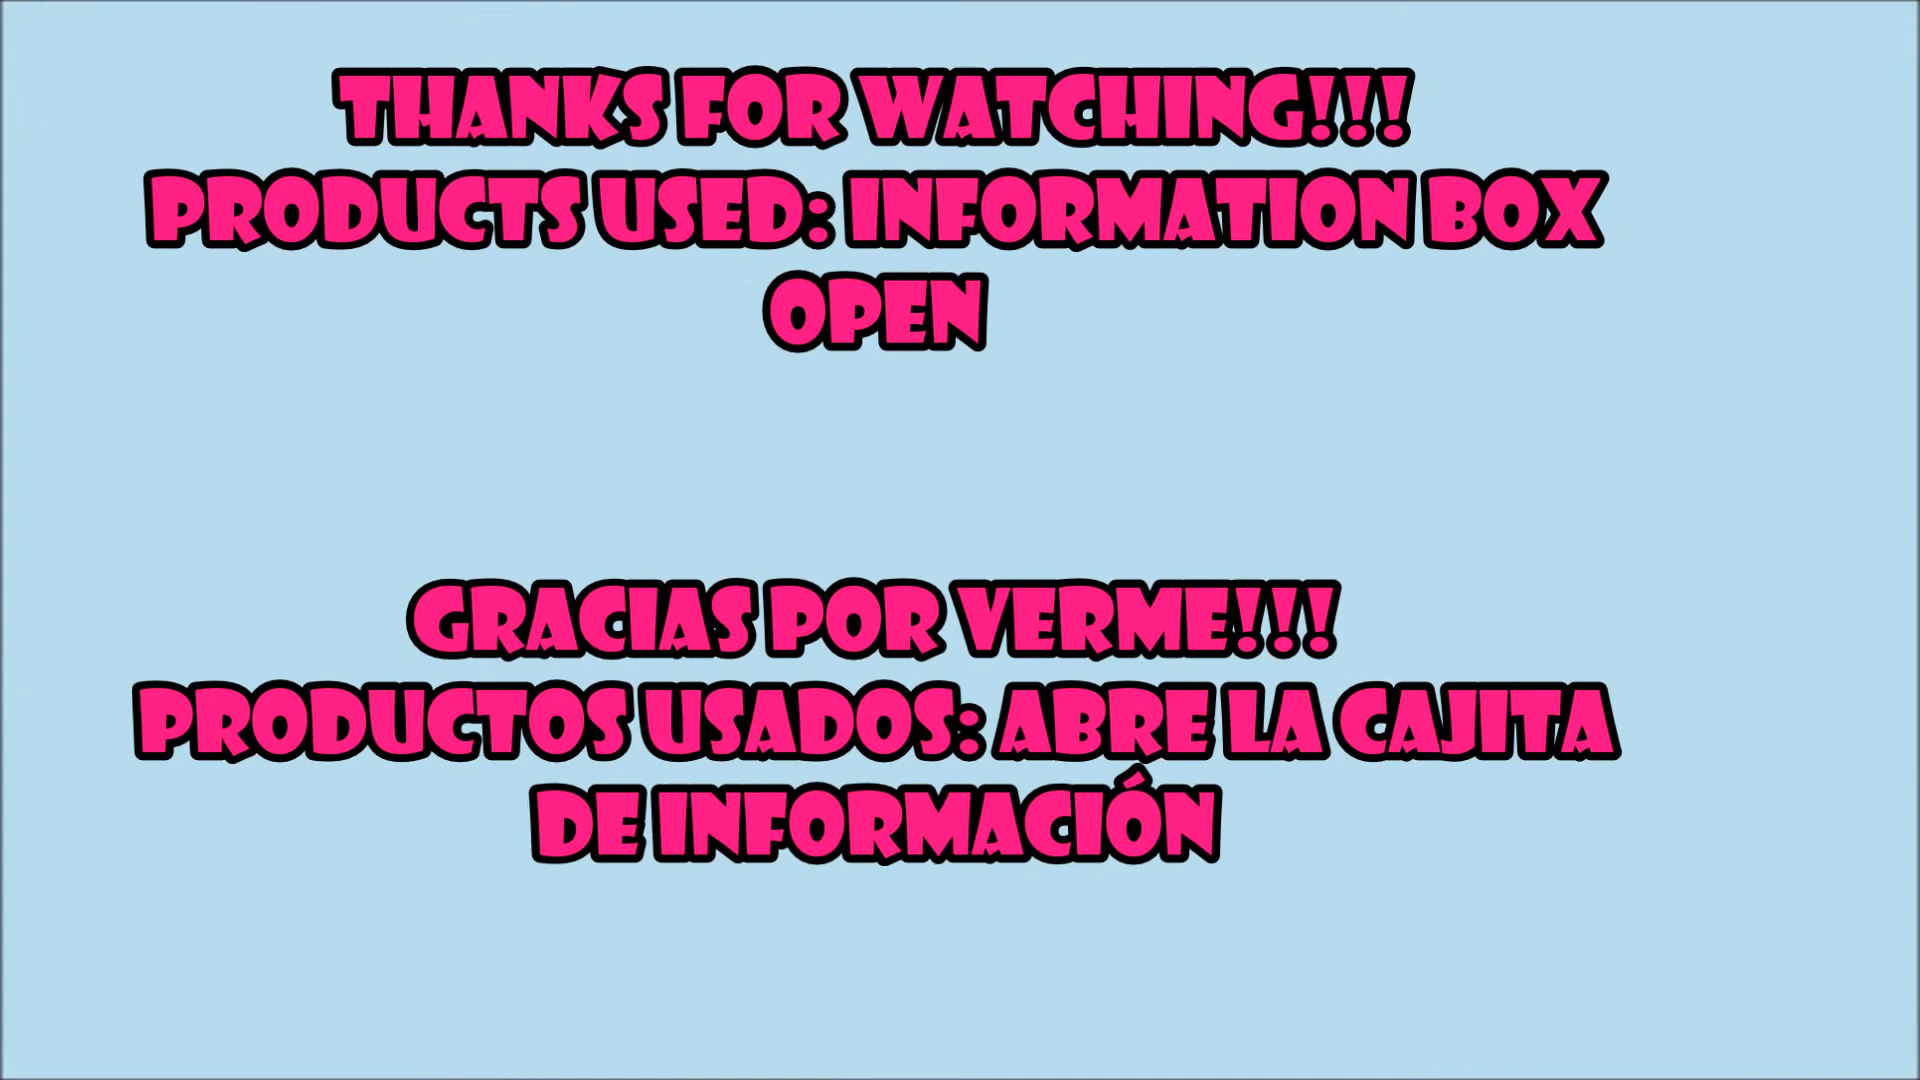 THANKS FOR WATCHING!!!
PRODUCTS USED: INFORMATION BOX
OPEN
GRACIAS POR VERME!!!
PRODUCTOS USADOS: ABRE LA CAJITA
DE INFORMACIÓN